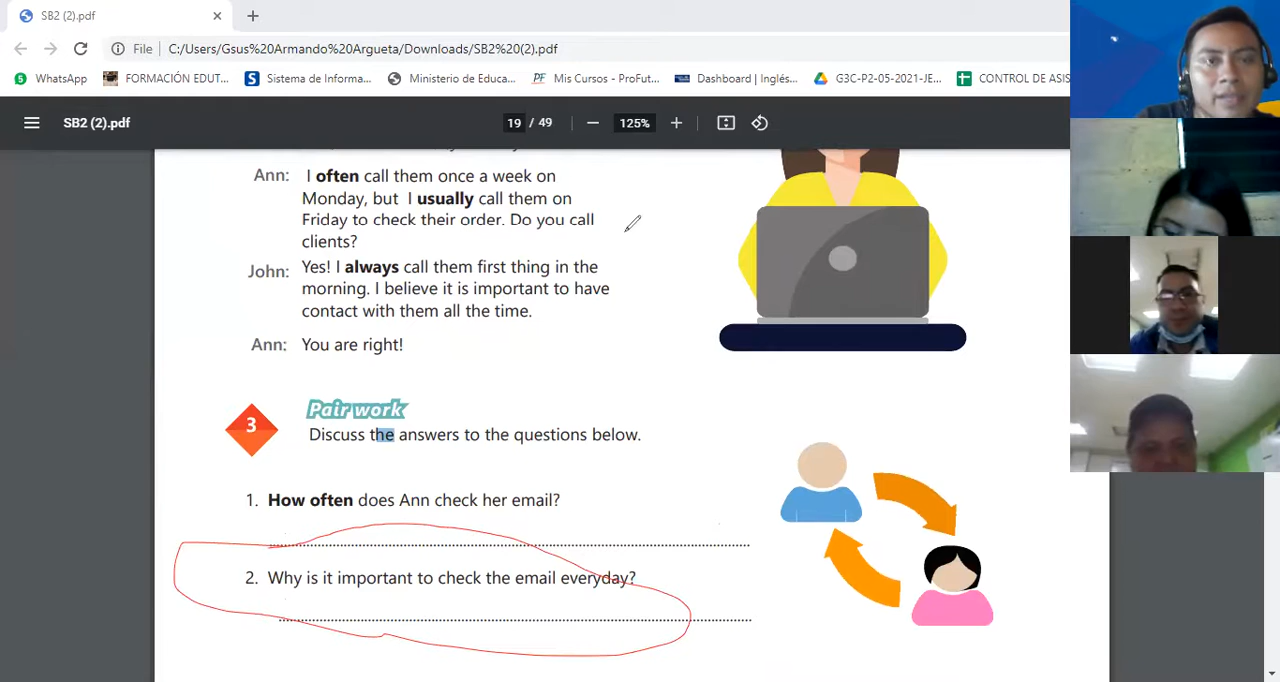 SB2 (2).pdf
File
C:/Users/Gsus%20Armando%20Argueta/Downloads/SB2%20(2).pdf
WhatsApp
FORMACIÓN EDUT...
Sistema de Informa...
Ministerio de Educa...
Mis Cursos - ProFut...
Dashboard | Inglés...
G3C-P2-05-2021-JE...
CONTROL DE ASIS
SB2 (2).pdf
19 / 49
125%
Ann: I often call them once a week on
Monday, but I usually call them on
Friday to check their order. Do you call
clients?
John: Yes! I always call them first thing in the
morning. I believe it is important to have
contact with them all the time.
Ann: You are right!
3
Pair work
Discuss the answers to the questions below.
1. How often does Ann check her email?
2. Why is it important to check the email everyday?